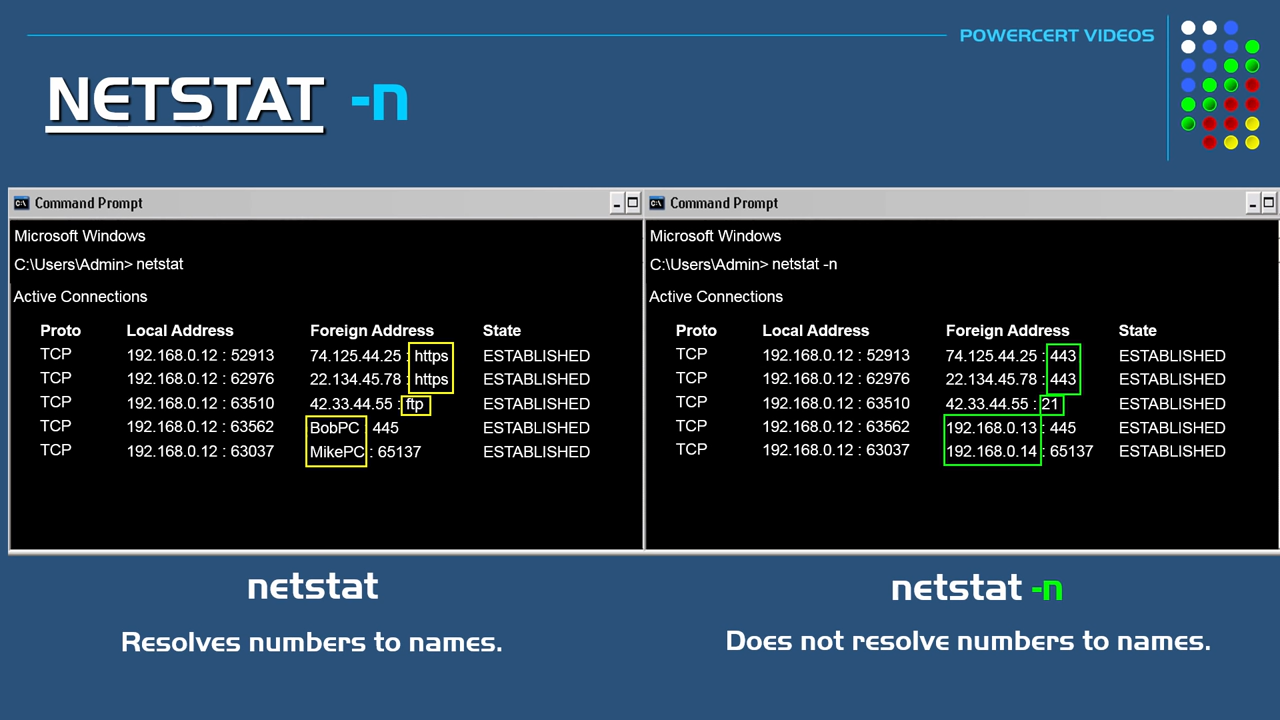 POWERCERT VIDEOS
NETSTAT -n
Command Prompt
Microsoft Windows
C:\Users\Admin> netstat
Active Connections
Proto Local Address Foreign Address State
TCP 192.168.0.12 : 52913 74.125.44.25 : https ESTABLISHED
TCP 192.168.0.12 : 62976 22.134.45.78 : https ESTABLISHED
TCP 192.168.0.12 : 63510 42.33.44.55 : ftp ESTABLISHED
TCP 192.168.0.12 : 63562 BobPC : 445 ESTABLISHED
TCP 192.168.0.12 : 63037 MikePC : 65137 ESTABLISHED
netstat
Resolves numbers to names.
Command Prompt
Microsoft Windows
C:\Users\Admin> netstat -n
Active Connections
Proto Local Address Foreign Address State
TCP 192.168.0.12 : 52913 74.125.44.25 : 443 ESTABLISHED
TCP 192.168.0.12 : 62976 22.134.45.78 : 443 ESTABLISHED
TCP 192.168.0.12 : 63510 42.33.44.55 : 21 ESTABLISHED
TCP 192.168.0.12 : 63562 192.168.0.13 : 445 ESTABLISHED
TCP 192.168.0.12 : 63037 192.168.0.14 : 65137 ESTABLISHED
netstat -n
Does not resolve numbers to names.